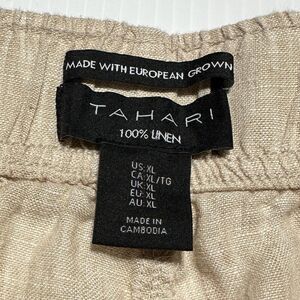 MADE WITH EUROPEAN GROWN
TAHARI
100% LINEN
US: XL
CA: XL/TG
UK: XL
EU: XL
AU: XL
MADE IN
CAMBODIA